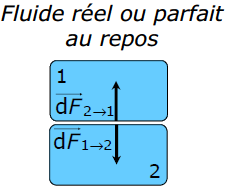 Fluide réel ou parfait
au repos
1
dF2→1
dF1→2
2